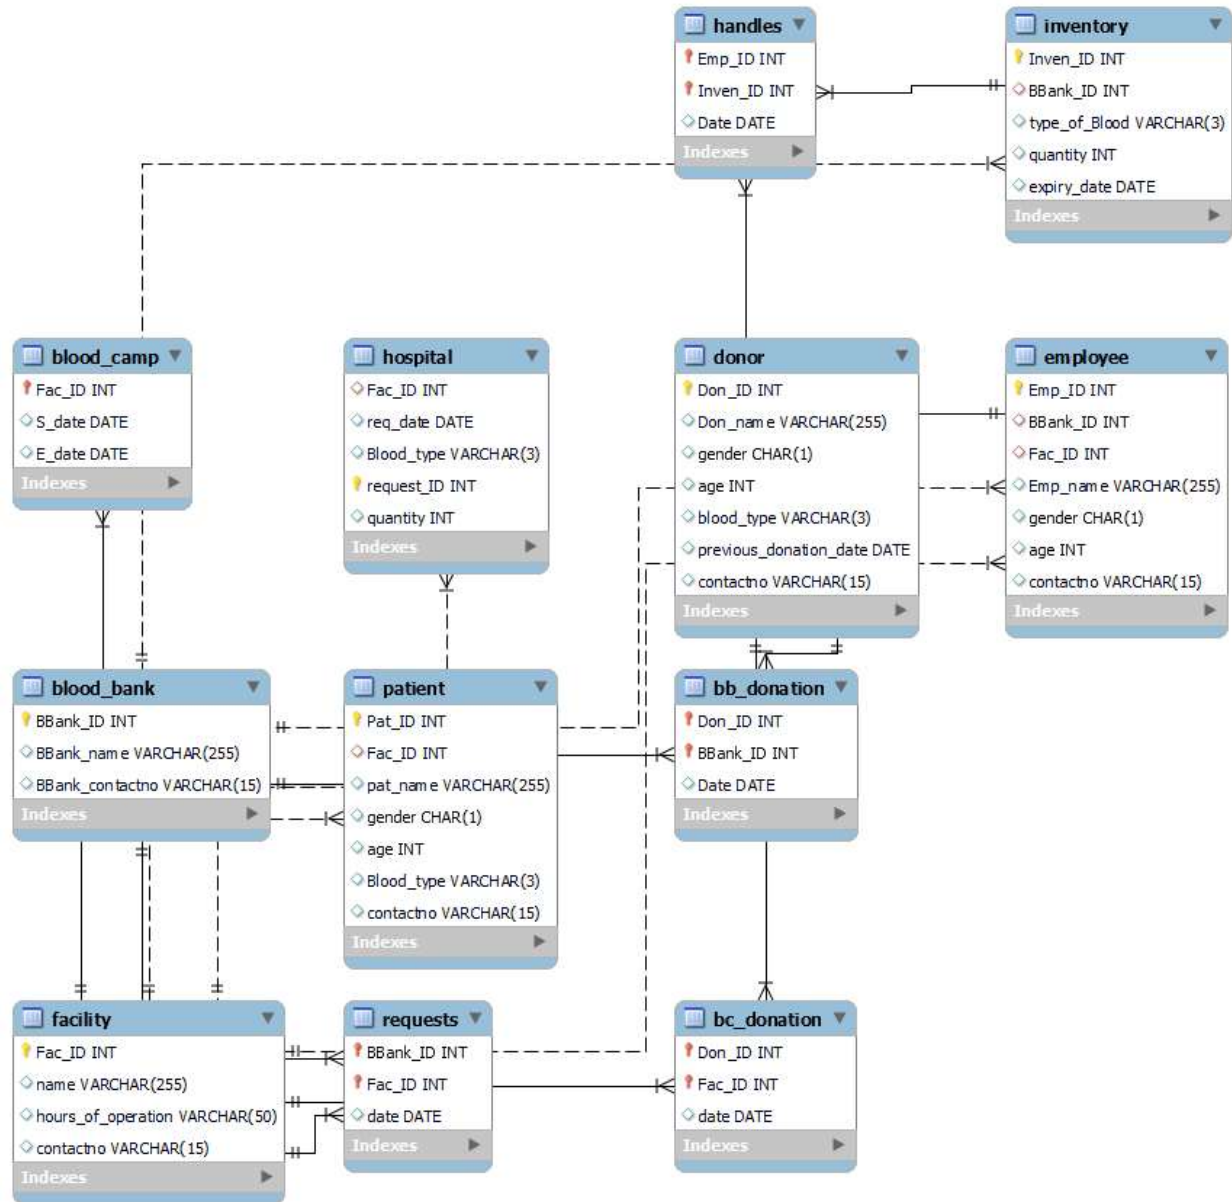 handles
Emp_ID INT
Inven_ID INT
Date DATE
Indexes
inventory
Inven_ID INT
BBank_ID INT
type_of_Blood VARCHAR(3)
quantity INT
expiry_date DATE
Indexes
blood_camp
Fac_ID INT
S_date DATE
E_date DATE
Indexes
hospital
Fac_ID INT
req_date DATE
Blood_type VARCHAR(3)
request_ID INT
quantity INT
Indexes
donor
Don_ID INT
Don_name VARCHAR(255)
gender CHAR(1)
age INT
blood_type VARCHAR(3)
previous_donation_date DATE
contactno VARCHAR(15)
Indexes
employee
Emp_ID INT
BBank_ID INT
Fac_ID INT
Emp_name VARCHAR(255)
gender CHAR(1)
age INT
contactno VARCHAR(15)
Indexes
blood_bank
BBank_ID INT
BBank_name VARCHAR(255)
BBank_contactno VARCHAR(15)
Indexes
patient
Pat_ID INT
Fac_ID INT
pat_name VARCHAR(255)
gender CHAR(1)
age INT
Blood_type VARCHAR(3)
contactno VARCHAR(15)
Indexes
bb_donation
Don_ID INT
BBank_ID INT
Date DATE
Indexes
facility
Fac_ID INT
name VARCHAR(255)
hours_of_operation VARCHAR(50)
contactno VARCHAR(15)
Indexes
requests
BBank_ID INT
Fac_ID INT
date DATE
Indexes
bc_donation
Don_ID INT
Fac_ID INT
date DATE
Indexes